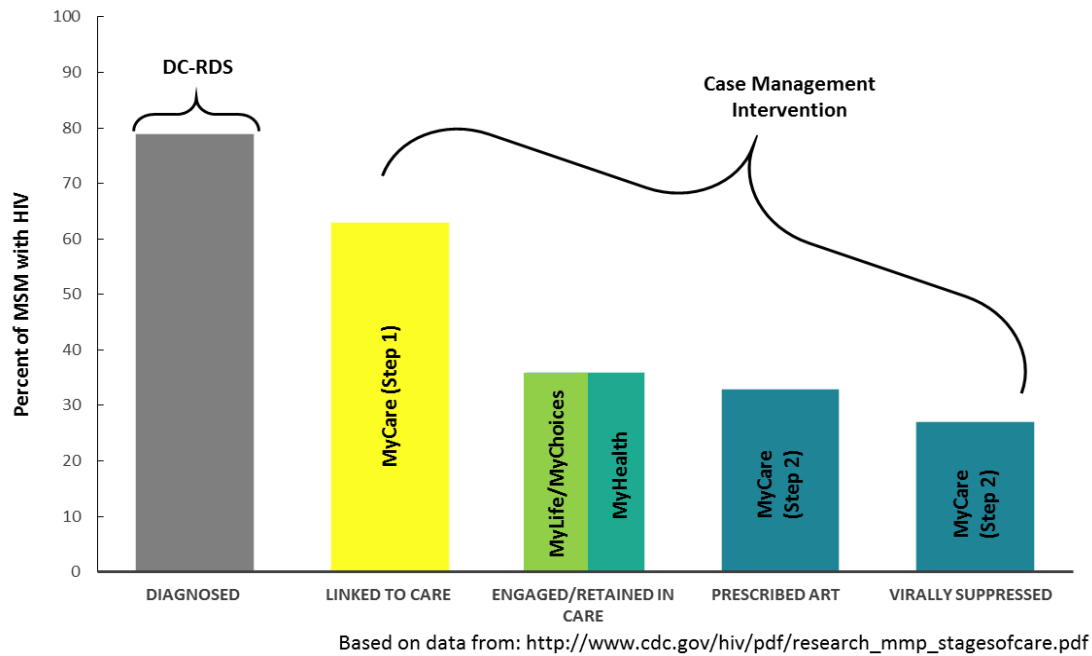 100
90
80
70
60
50
40
30
20
10
0
Percent of MSM with HIV
DC-RDS
Case Management
Intervention
MyCare (Step 1)
MyLife/MyChoices
MyHealth
MyCare
(Step 2)
MyCare
(Step 2)
DIAGNOSED
LINKED TO CARE
ENGAGED/RETAINED IN
CARE
PRESCRIBED ART
VIRALLY SUPPRESSED
Based on data from: http://www.cdc.gov/hiv/pdf/research_mmp_stagesofcare.pdf